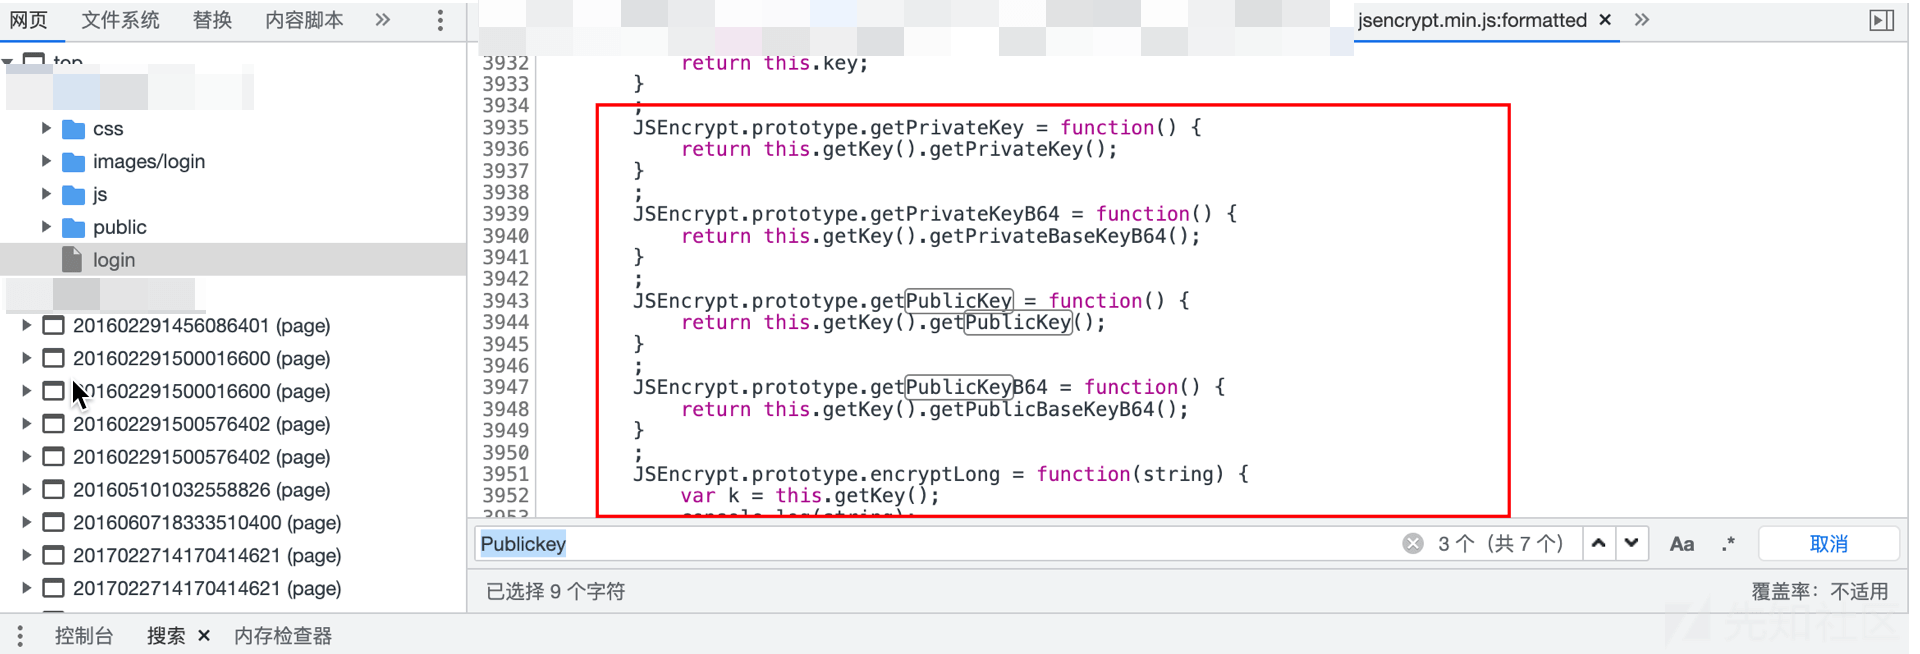 网页 文件系统 替换 内容脚本 »
jsencrypt.min.js:formatted × »
top
css
images/login
js
public
login
201602291456086401 (page)
201602291500016600 (page)
201602291500016600 (page)
201602291500576402 (page)
201602291500576402 (page)
201605101032558826 (page)
2016060718333510400 (page)
2017022714170414621 (page)
2017022714170414621 (page)
3932 return this.key;
3933 }
3934 ;
3935 JSEncrypt.prototype.getPrivateKey = function() {
3936 return this.getKey().getPrivateKey();
3937 }
3938 ;
3939 JSEncrypt.prototype.getPrivateKeyB64 = function() {
3940 return this.getKey().getPrivateBaseKeyB64();
3941 }
3942 ;
3943 JSEncrypt.prototype.getPublicKey = function() {
3944 return this.getKey().getPublicKey();
3945 }
3946 ;
3947 JSEncrypt.prototype.getPublicKeyB64 = function() {
3948 return this.getKey().getPublicBaseKeyB64();
3949 }
3950 ;
3951 JSEncrypt.prototype.encryptLong = function(string) {
3952 var k = this.getKey();
3953 console.log(string);
Publickey 3 个（共 7 个） Aa .* 取消
已选择 9 个字符 覆盖率：不适用
控制台 搜索 × 内存检查器
先知社区